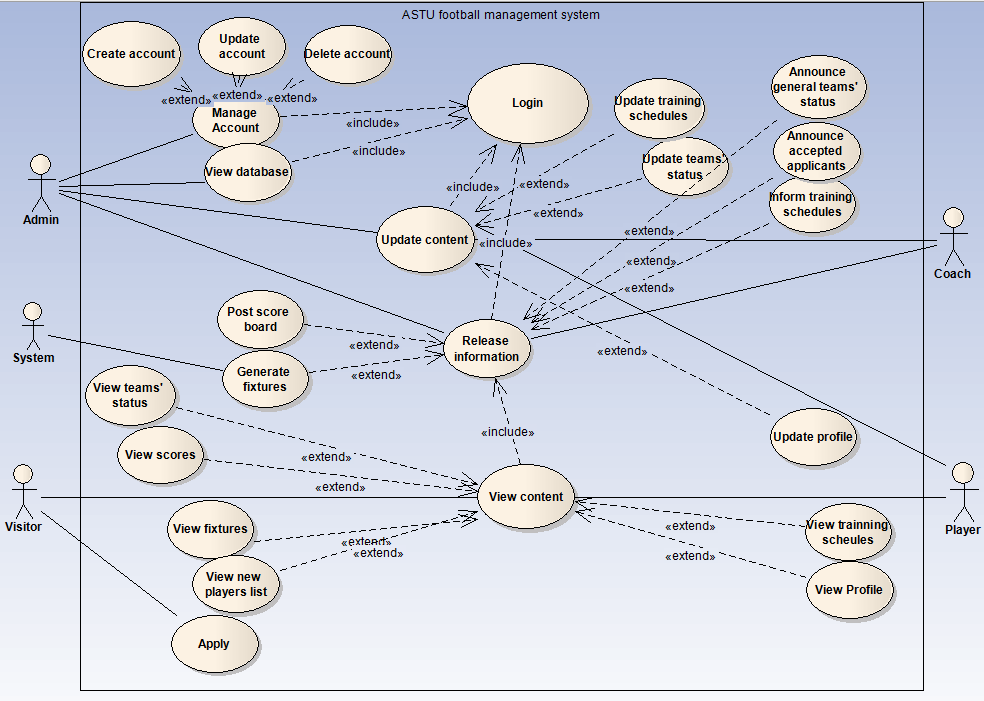 ASTU football management system
Create account
Update
account
Delete account
«extend»
«extend»
«extend»
Manage
Account
Login
«include»
«include»
View database
Update training
schedules
Update teams'
status
Announce
general teams'
status
Announce
accepted
applicants
Inform training
schedules
Admin
«include»
«extend»
«extend»
Update content
«include»
«extend»
«extend»
«extend»
Coach
System
Post score
board
Generate
fixtures
«extend»
«extend»
Release
information
«extend»
View teams'
status
View scores
«include»
«extend»
«extend»
Update profile
Visitor
View content
Player
View fixtures
View new
players list
«extend»
«extend»
«extend»
«extend»
View trainning
scheules
View Profile
Apply